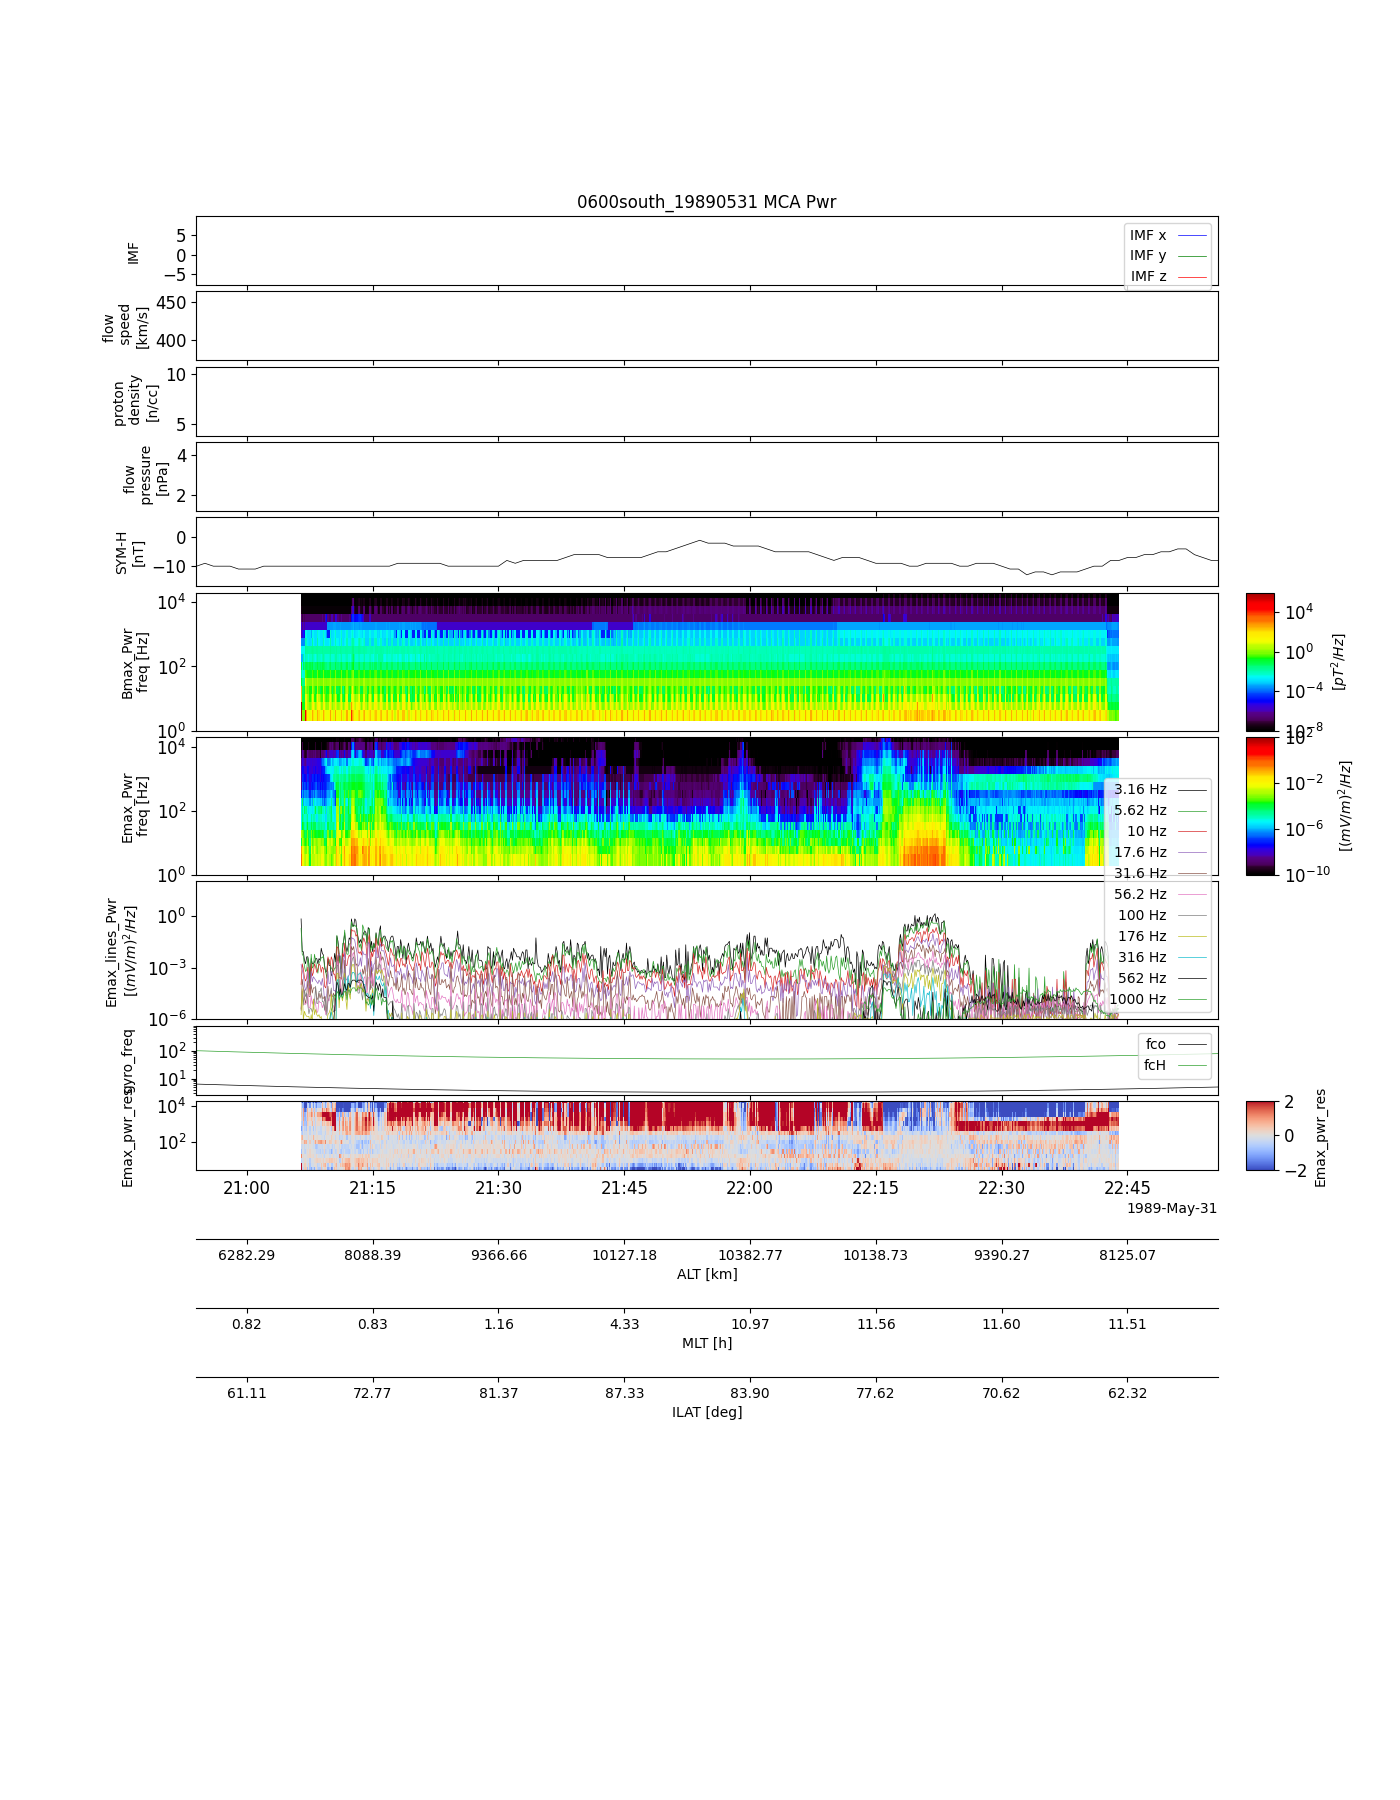 0600south_19890531 MCA Pwr
IMF
5
0
−5
IMF x
IMF y
IMF z
flow
speed
[km/s]
450
400
proton
density
[n/cc]
10
5
flow
pressure
[nPa]
4
2
SYM-H
[nT]
0
−10
Bmax_Pwr
freq [Hz]
10^4
10^2
10^0
10^4
10^0
10^−4
10^−8
[pT^2/Hz]
Emax_Pwr
freq [Hz]
10^4
10^2
10^0
10^2
10^−2
10^−6
10^−10
[(mV/m)^2/Hz]
3.16 Hz
5.62 Hz
10 Hz
17.6 Hz
31.6 Hz
56.2 Hz
100 Hz
176 Hz
316 Hz
562 Hz
1000 Hz
Emax_lines_Pwr
[(mV/m)^2/Hz]
10^0
10^−3
10^−6
gyro_freq
10^2
10^1
fco
fcH
Emax_pwr_res
10^4
10^2
2
0
−2
Emax_pwr_res
21:00 21:15 21:30 21:45 22:00 22:15 22:30 22:45
1989-May-31
6282.29 8088.39 9366.66 10127.18 10382.77 10138.73 9390.27 8125.07
ALT [km]
0.82 0.83 1.16 4.33 10.97 11.56 11.60 11.51
MLT [h]
61.11 72.77 81.37 87.33 83.90 77.62 70.62 62.32
ILAT [deg]